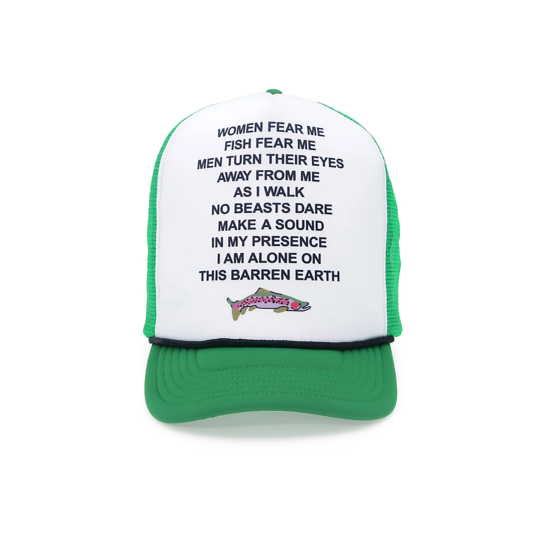 WOMEN FEAR ME
FISH FEAR ME
MEN TURN THEIR EYES
AWAY FROM ME
AS I WALK
NO BEASTS DARE
MAKE A SOUND
IN MY PRESENCE
I AM ALONE ON
THIS BARREN EARTH